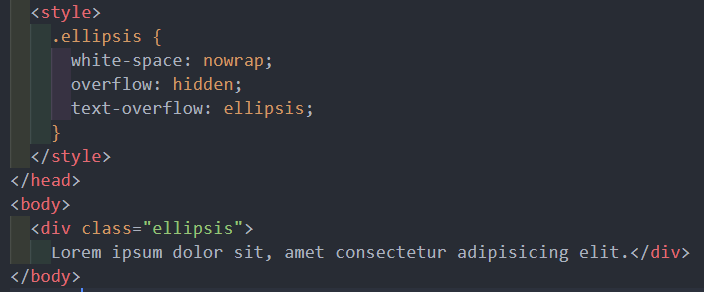 <style>
.ellipsis {
white-space: nowrap;
overflow: hidden;
text-overflow: ellipsis;
}
</style>
</head>
<body>
<div class="ellipsis">
Lorem ipsum dolor sit, amet consectetur adipisicing elit.</div>
</body>